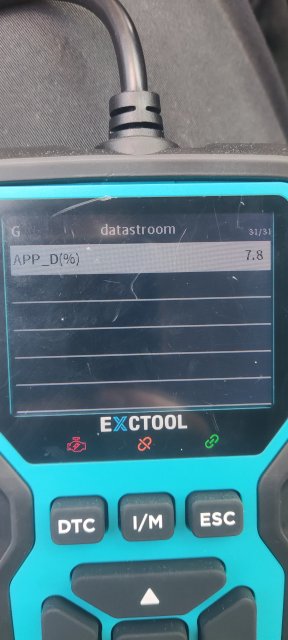 G datastroom 31/31
APP_D(%) 7.8
EXCTOOL
DTC I/M ESC